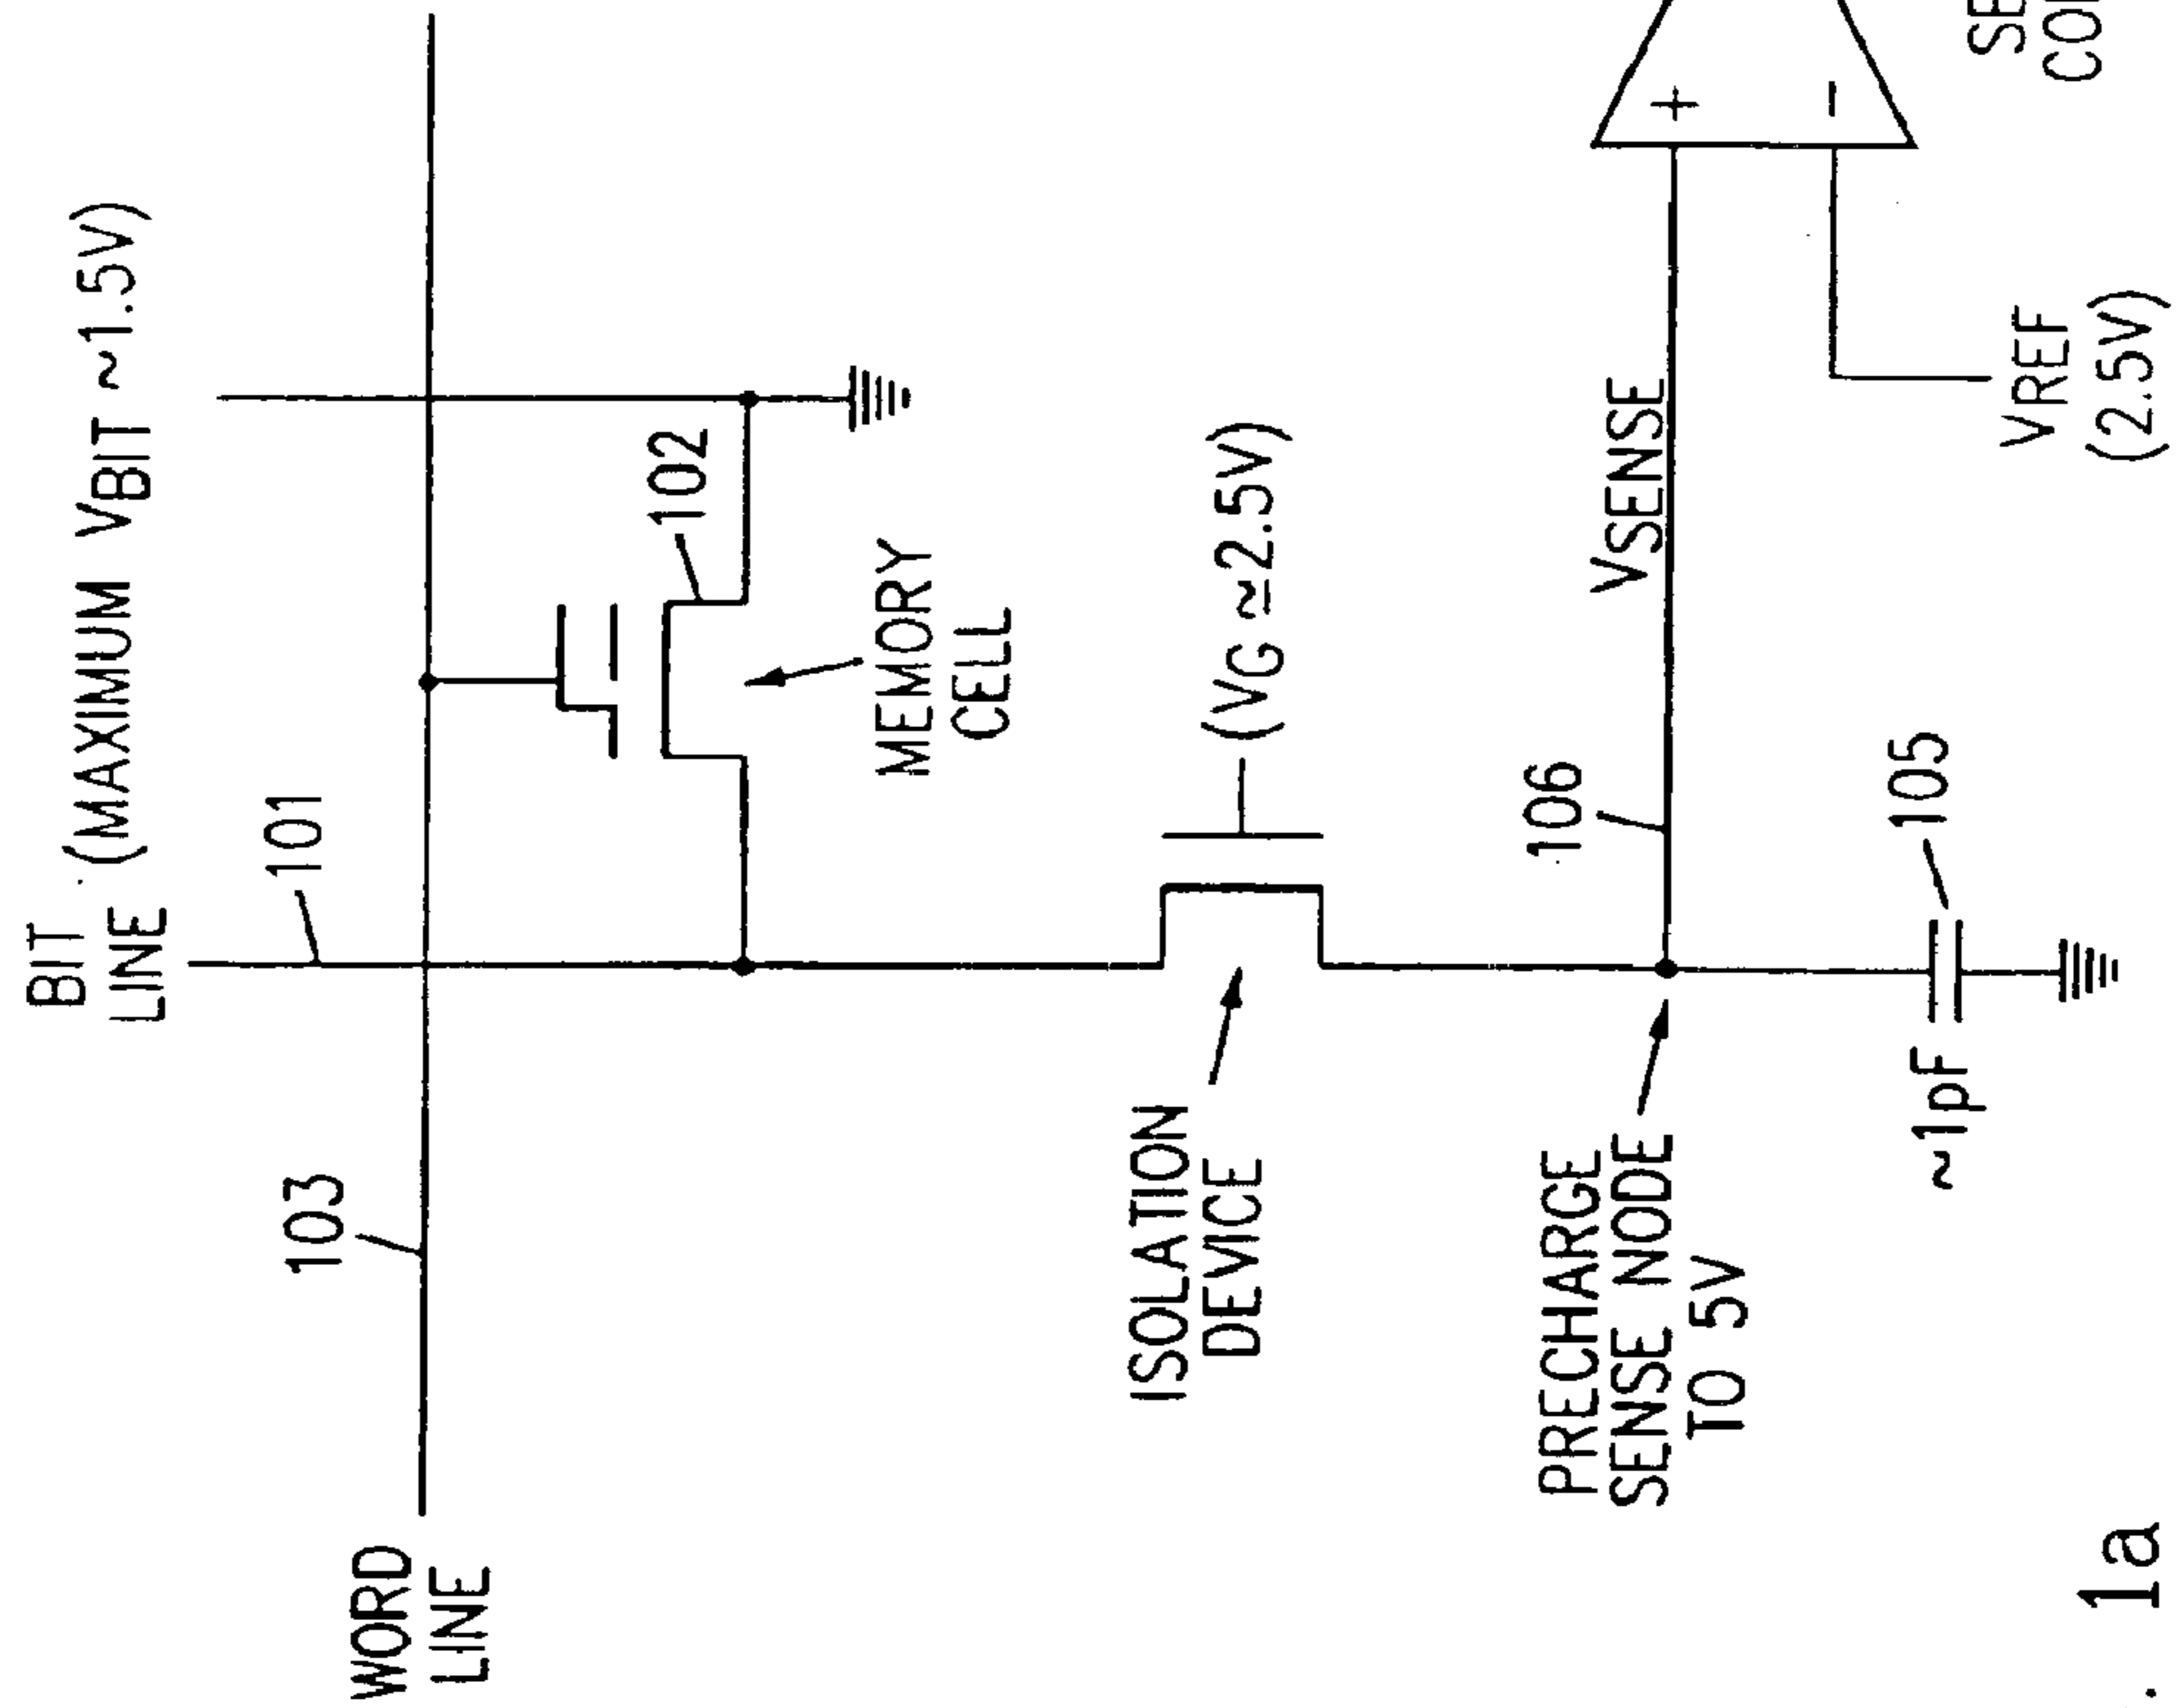 BIT
LINE
(MAXIMUM VBIT ~1.5V)
101
103
WORD
LINE
102
MEMORY
CELL
ISOLATION
DEVICE
(VG ≃2.5V)
106
VSENSE
PRECHARGE
SENSE NODE
TO 5V
105
~1pF
+
-
VREF
(2.5V)
. 1a